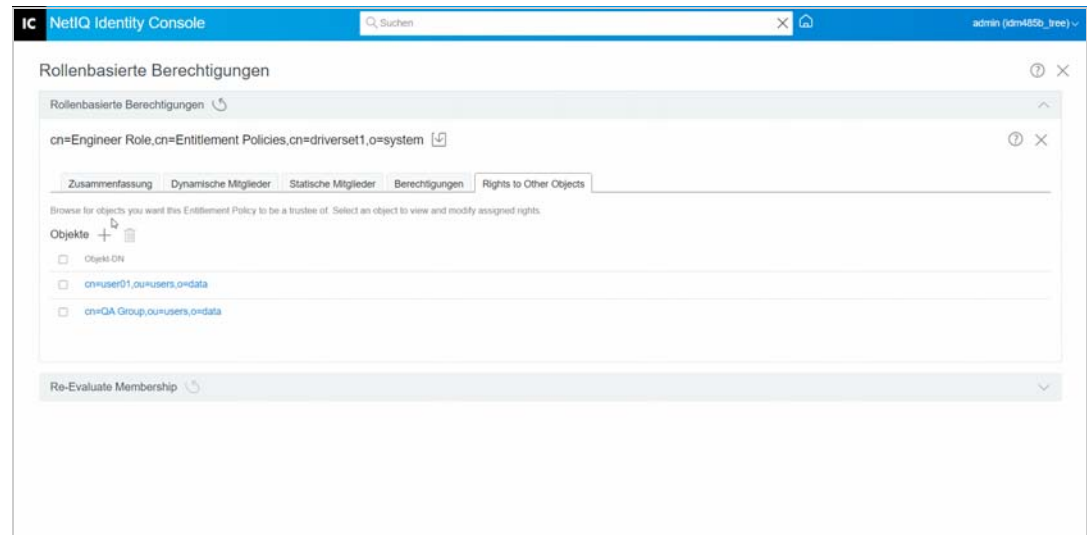 IC NetIQ Identity Console Suchen admin (idm485b_tree)
Rollenbasierte Berechtigungen
Rollenbasierte Berechtigungen
cn=Engineer Role,cn=Entitlement Policies,cn=driverset1,o=system
Zusammenfassung Dynamische Mitglieder Statische Mitglieder Berechtigungen Rights to Other Objects
Browse for objects you want this Entitlement Policy to be a trustee of. Select an object to view and modify assigned rights.
Objekte
Objekt-DN
cn=user01,ou=users,o=data
cn=QA Group,ou=users,o=data
Re-Evaluate Membership